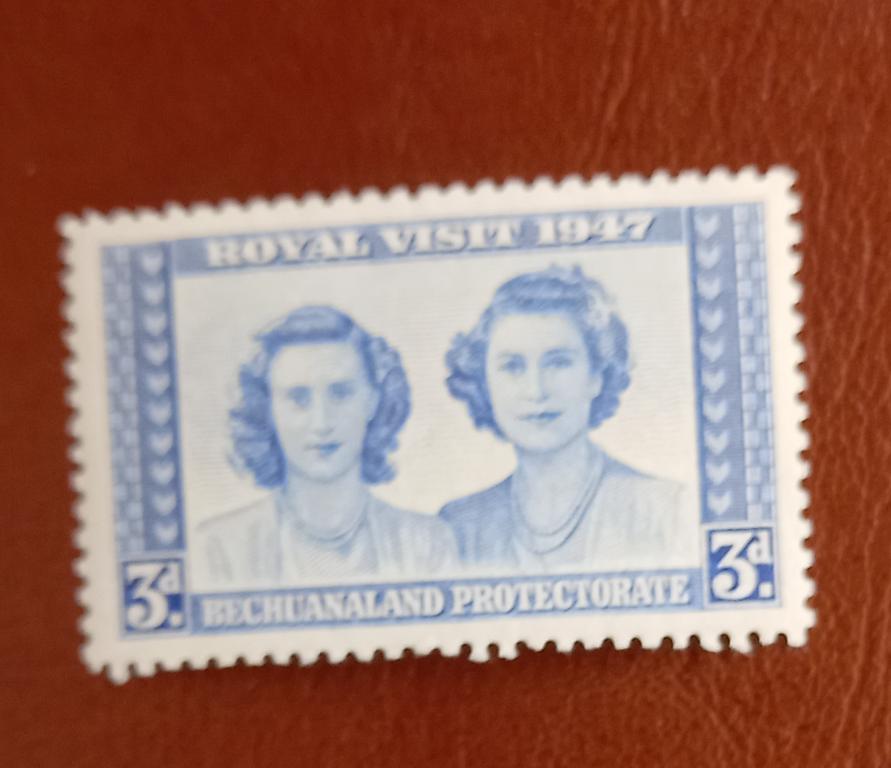 ROYAL VISIT 1947
3d. BECHUANALAND PROTECTORATE 3d.